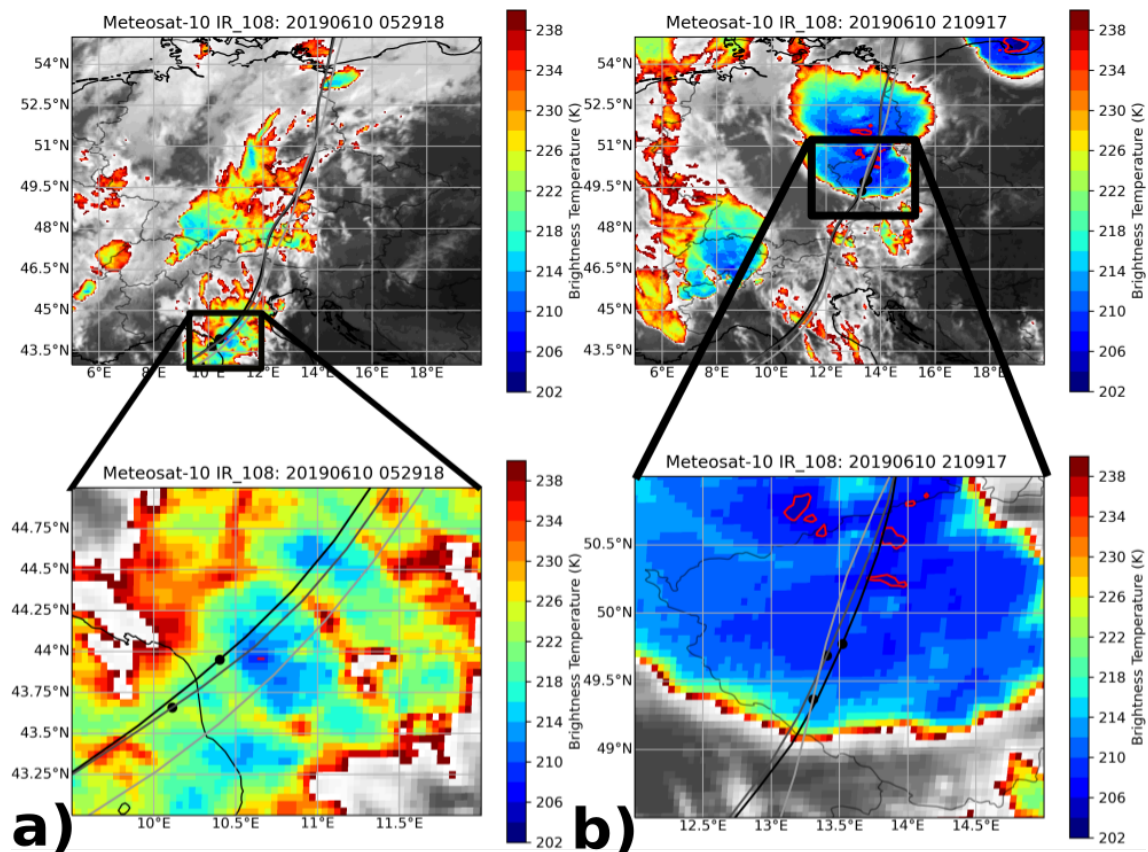 Meteosat-10 IR_108: 20190610 052918
54°N
52.5°N
51°N
49.5°N
48°N
46.5°N
45°N
43.5°N
6°E 8°E 10°E 12°E 14°E 16°E 18°E
238
234
230
226
222
218
214
210
206
202
Brightness Temperature (K)
Meteosat-10 IR_108: 20190610 210917
54°N
52.5°N
51°N
49.5°N
48°N
46.5°N
45°N
43.5°N
6°E 8°E 10°E 12°E 14°E 16°E 18°E
238
234
230
226
222
218
214
210
206
202
Brightness Temperature (K)
Meteosat-10 IR_108: 20190610 052918
44.75°N
44.5°N
44.25°N
44°N
43.75°N
43.5°N
43.25°N
10°E 10.5°E 11°E 11.5°E
238
234
230
226
222
218
214
210
206
202
Brightness Temperature (K)
a)
Meteosat-10 IR_108: 20190610 210917
50.5°N
50°N
49.5°N
49°N
12.5°E 13°E 13.5°E 14°E 14.5°E
238
234
230
226
222
218
214
210
206
202
Brightness Temperature (K)
b)